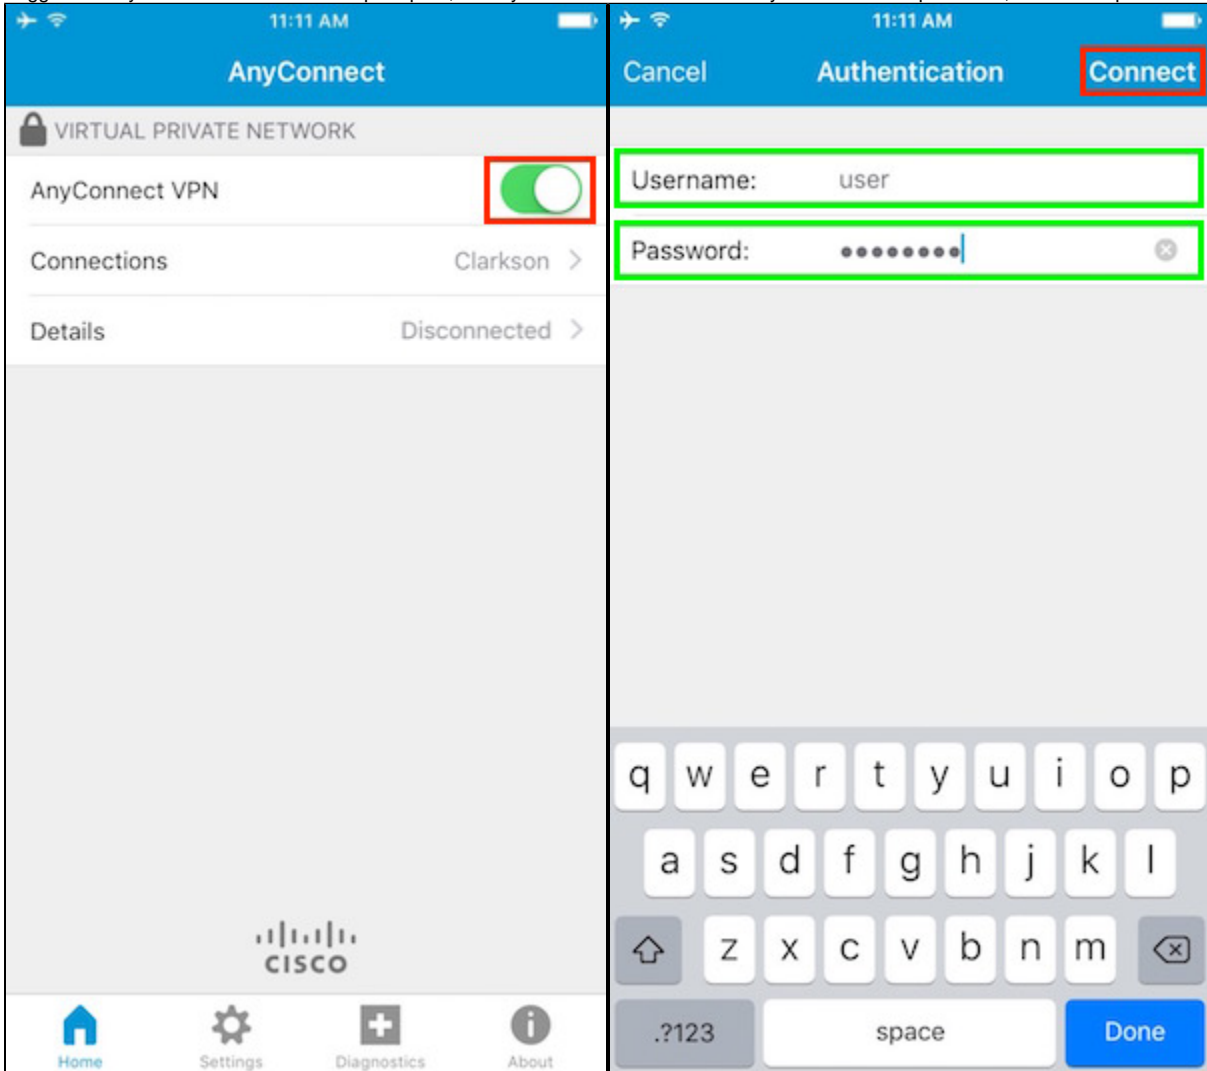 11:11 AM
AnyConnect
VIRTUAL PRIVATE NETWORK
AnyConnect VPN
Connections Clarkson
Details Disconnected
CISCO
Home Settings Diagnostics About
11:11 AM
Cancel Authentication Connect
Username: user
Password: ••••••••
q w e r t y u i o p
a s d f g h j k l
z x c v b n m
.?123 space Done